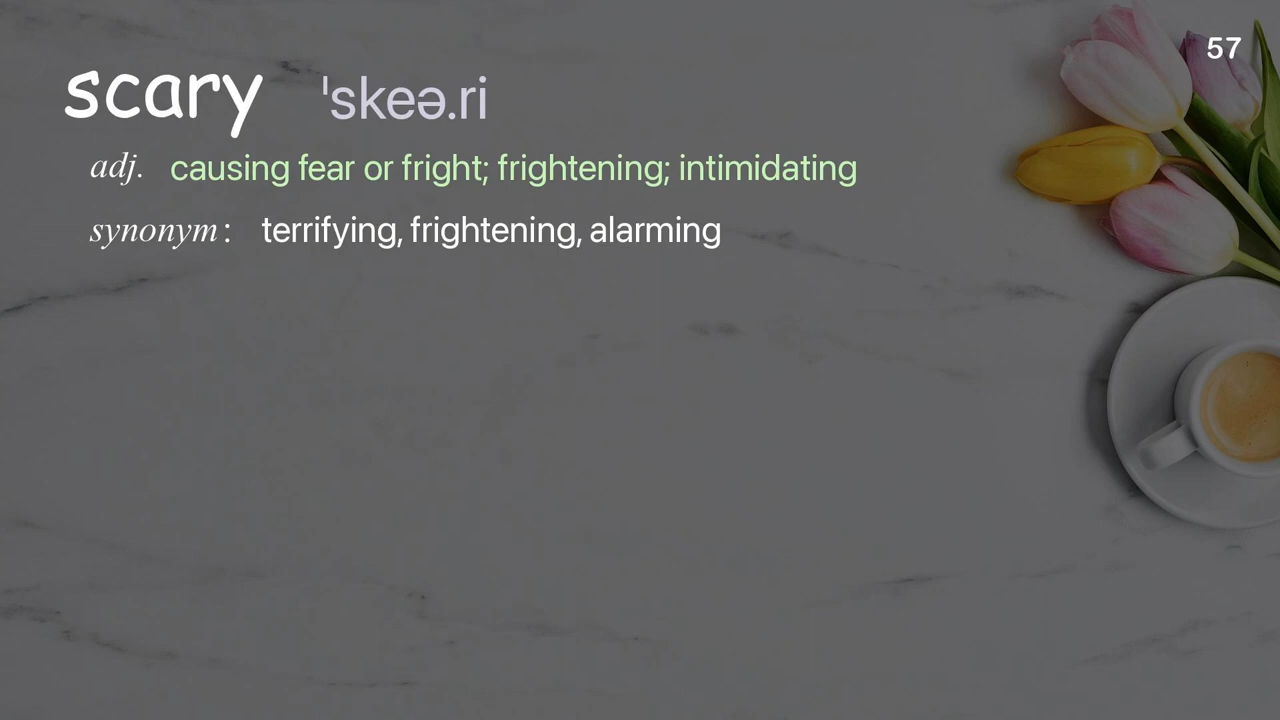 57
scary ˈskeə.ri
adj. causing fear or fright; frightening; intimidating
synonym: terrifying, frightening, alarming